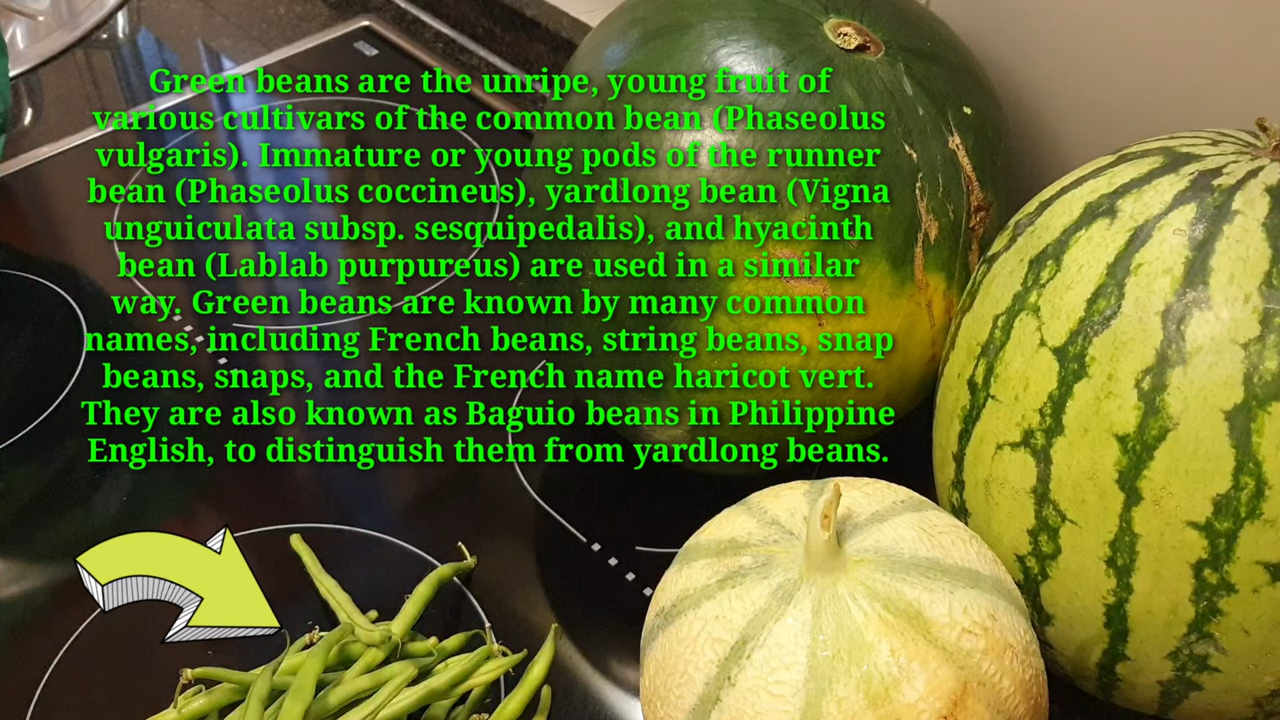 Green beans are the unripe, young fruit of
various cultivars of the common bean (Phaseolus
vulgaris). Immature or young pods of the runner
bean (Phaseolus coccineus), yardlong bean (Vigna
unguiculata subsp. sesquipedalis), and hyacinth
bean (Lablab purpureus) are used in a similar
way. Green beans are known by many common
names, including French beans, string beans, snap
beans, snaps, and the French name haricot vert.
They are also known as Baguio beans in Philippine
English, to distinguish them from yardlong beans.